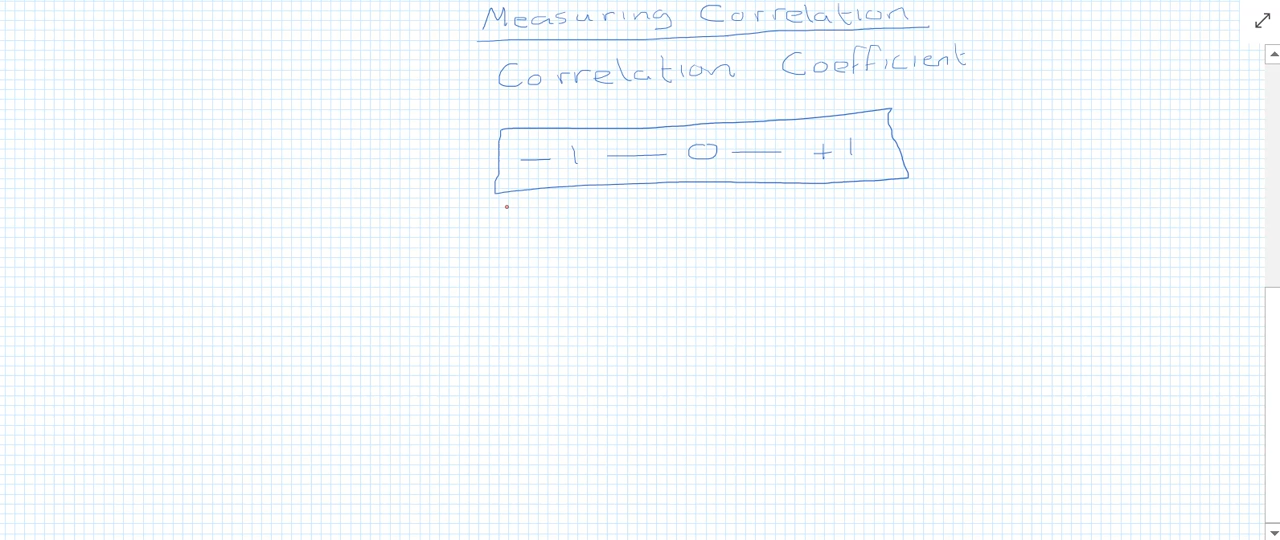 Measuring Correlation
Correlation Coefficient
- 1 — 0 — + 1